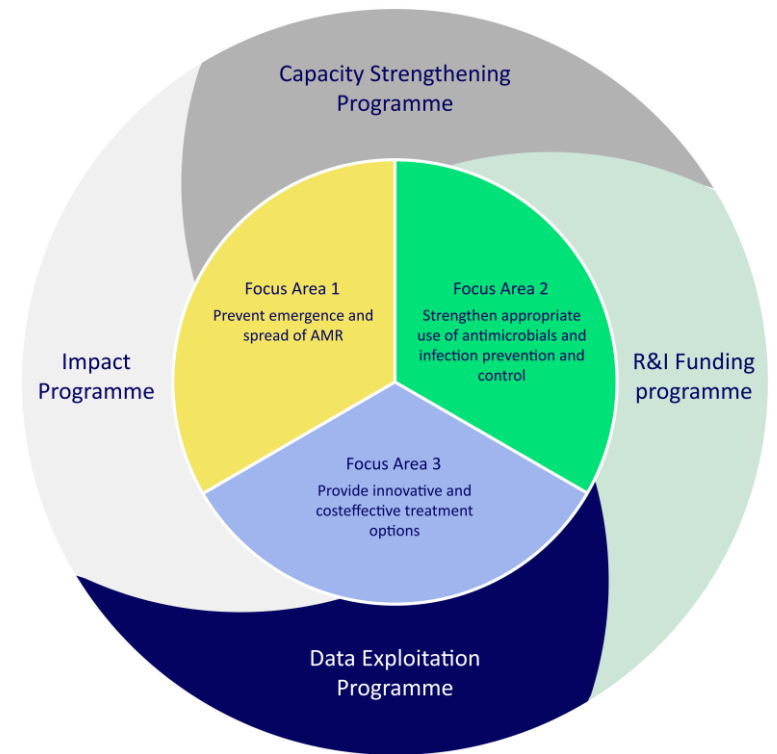 Capacity Strengthening
Programme
Focus Area 1
Prevent emergence and
spread of AMR
Focus Area 2
Strengthen appropriate
use of antimicrobials and
infection prevention and
control
Impact
Programme
R&I Funding
programme
Focus Area 3
Provide innovative and
costeffective treatment
options
Data Exploitation
Programme